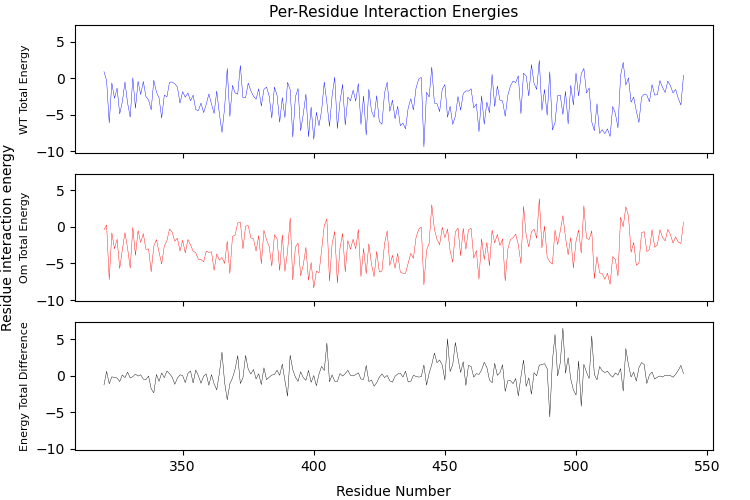 Per-Residue Interaction Energies
Residue interaction energy
WT Total Energy
5
0
−5
−10
Om Total Energy
5
0
−5
−10
Energy Total Difference
5
0
−5
−10
350
400
450
500
550
Residue Number